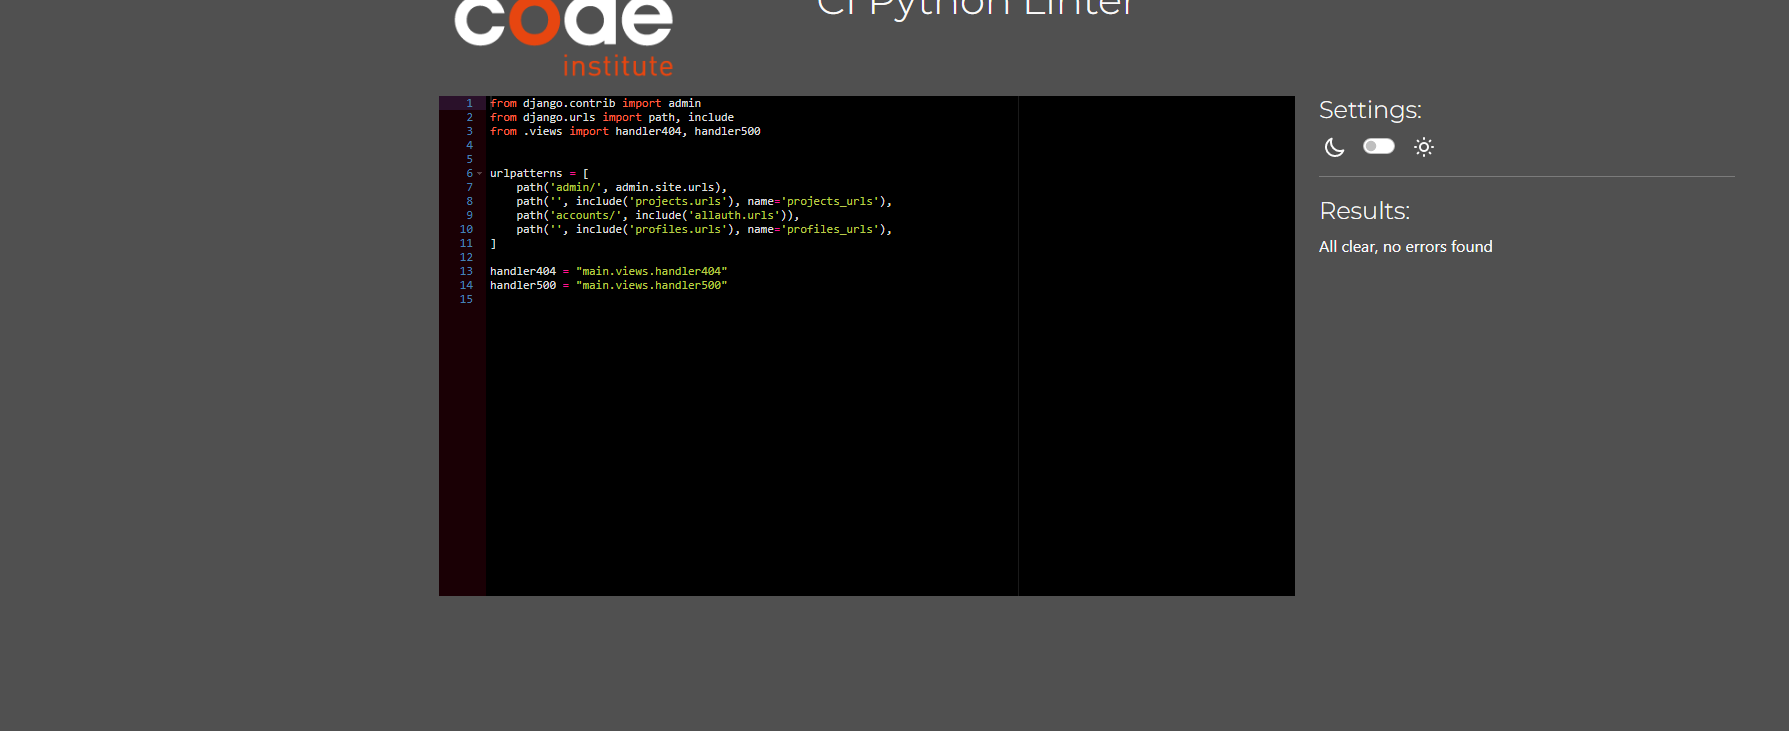 code
institute
CI Python Linter
1 from django.contrib import admin
2 from django.urls import path, include
3 from .views import handler404, handler500
4
5
6 urlpatterns = [
7     path('admin/', admin.site.urls),
8     path('', include('projects.urls'), name='projects_urls'),
9     path('accounts/', include('allauth.urls')),
10     path('', include('profiles.urls'), name='profiles_urls'),
11 ]
12
13 handler404 = "main.views.handler404"
14 handler500 = "main.views.handler500"
15
Settings:
Results:
All clear, no errors found